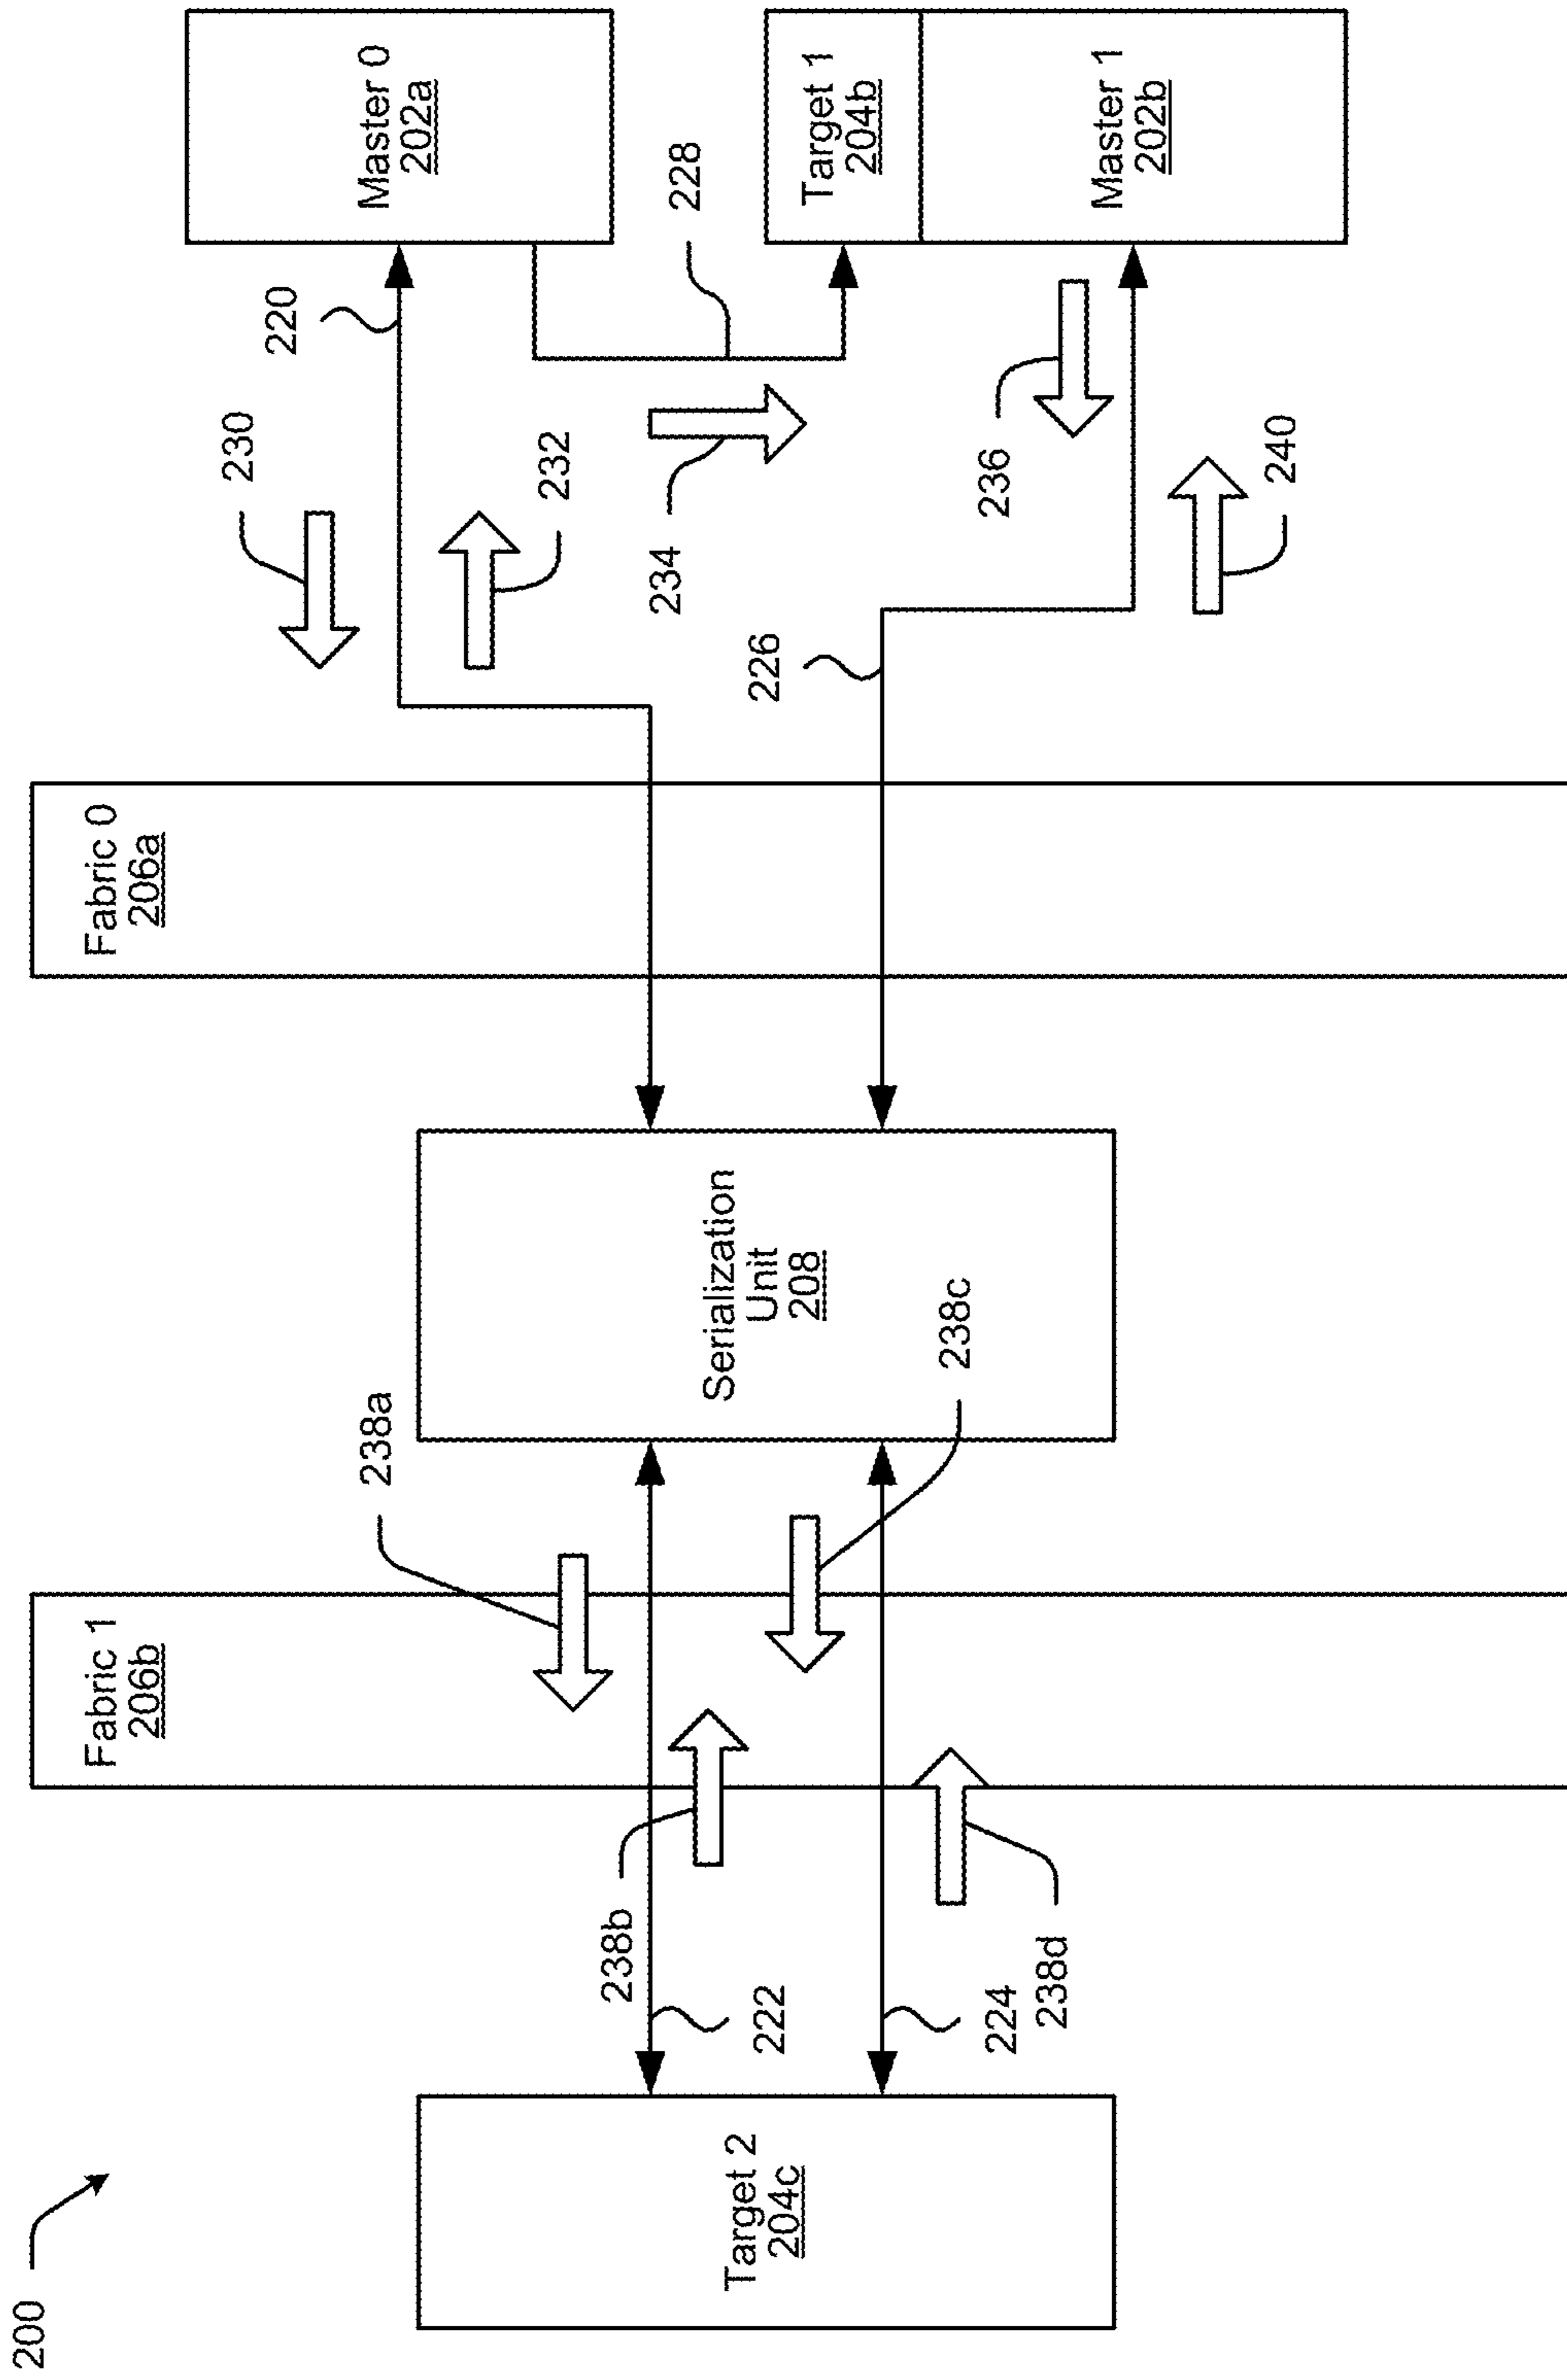 200
Fabric 1
206b
Fabric 0
206a
230
220
238a
Master 0
202a
232
238b
234
228
Target 2
204c
Serialization
Unit
208
222
226
Target 1
204b
238c
236
224
238d
Master 1
202b
240